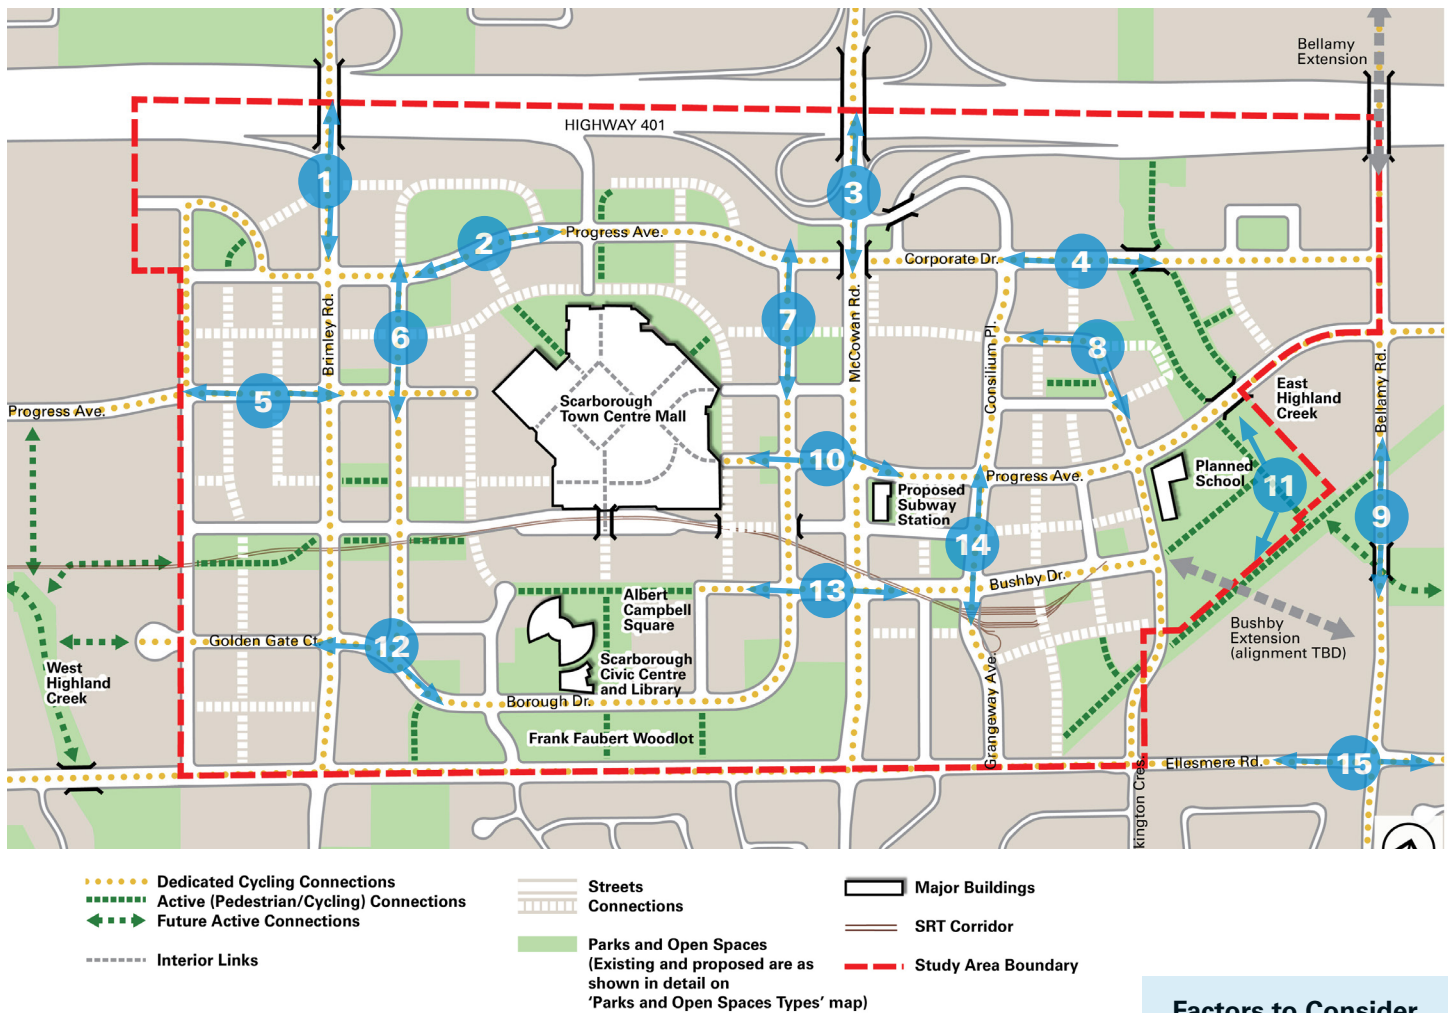 Bellamy
Extension
HIGHWAY 401
1
3
2
Progress Ave.
Corporate Dr.
4
Brimley Rd.
6
7
McCowan Rd.
Consilium Pl.
8
Bellamy Rd.
5
Progress Ave.
Scarborough
Town Centre Mall
East
Highland
Creek
10
Progress Ave.
Planned
School
11
Proposed
Subway
Station
9
14
Bushby Dr.
13
Albert
Campbell
Square
Bushby
Extension
(alignment TBD)
Golden Gate Ct.
12
West
Highland
Creek
Scarborough
Civic Centre
and Library
Borough Dr.
Grangeway Ave.
Frank Faubert Woodlot
Ellesmere Rd.
15
kington Cres.
Dedicated Cycling Connections
Active (Pedestrian/Cycling) Connections
Future Active Connections
Interior Links
Streets
Connections
Parks and Open Spaces
(Existing and proposed are as
shown in detail on
'Parks and Open Spaces Types' map)
Major Buildings
SRT Corridor
Study Area Boundary
Factors to Consider